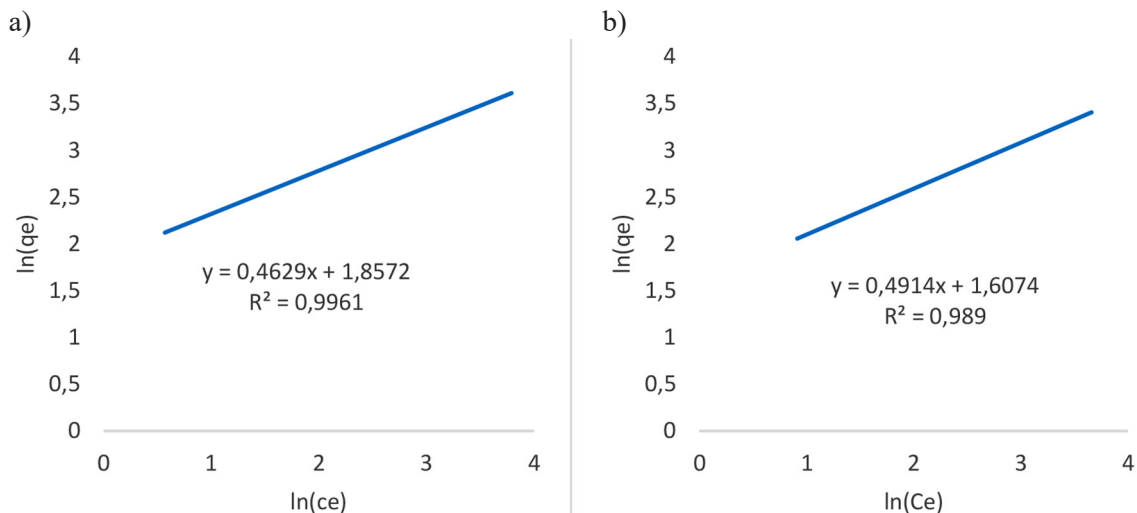 a)
4
3,5
3
2,5
2
1,5
1
0,5
0
0 1 2 3 4
ln(qe)
ln(ce)
y = 0,4629x + 1,8572
R² = 0,9961
b)
4
3,5
3
2,5
2
1,5
1
0,5
0
0 1 2 3 4
ln(qe)
ln(Ce)
y = 0,4914x + 1,6074
R² = 0,989